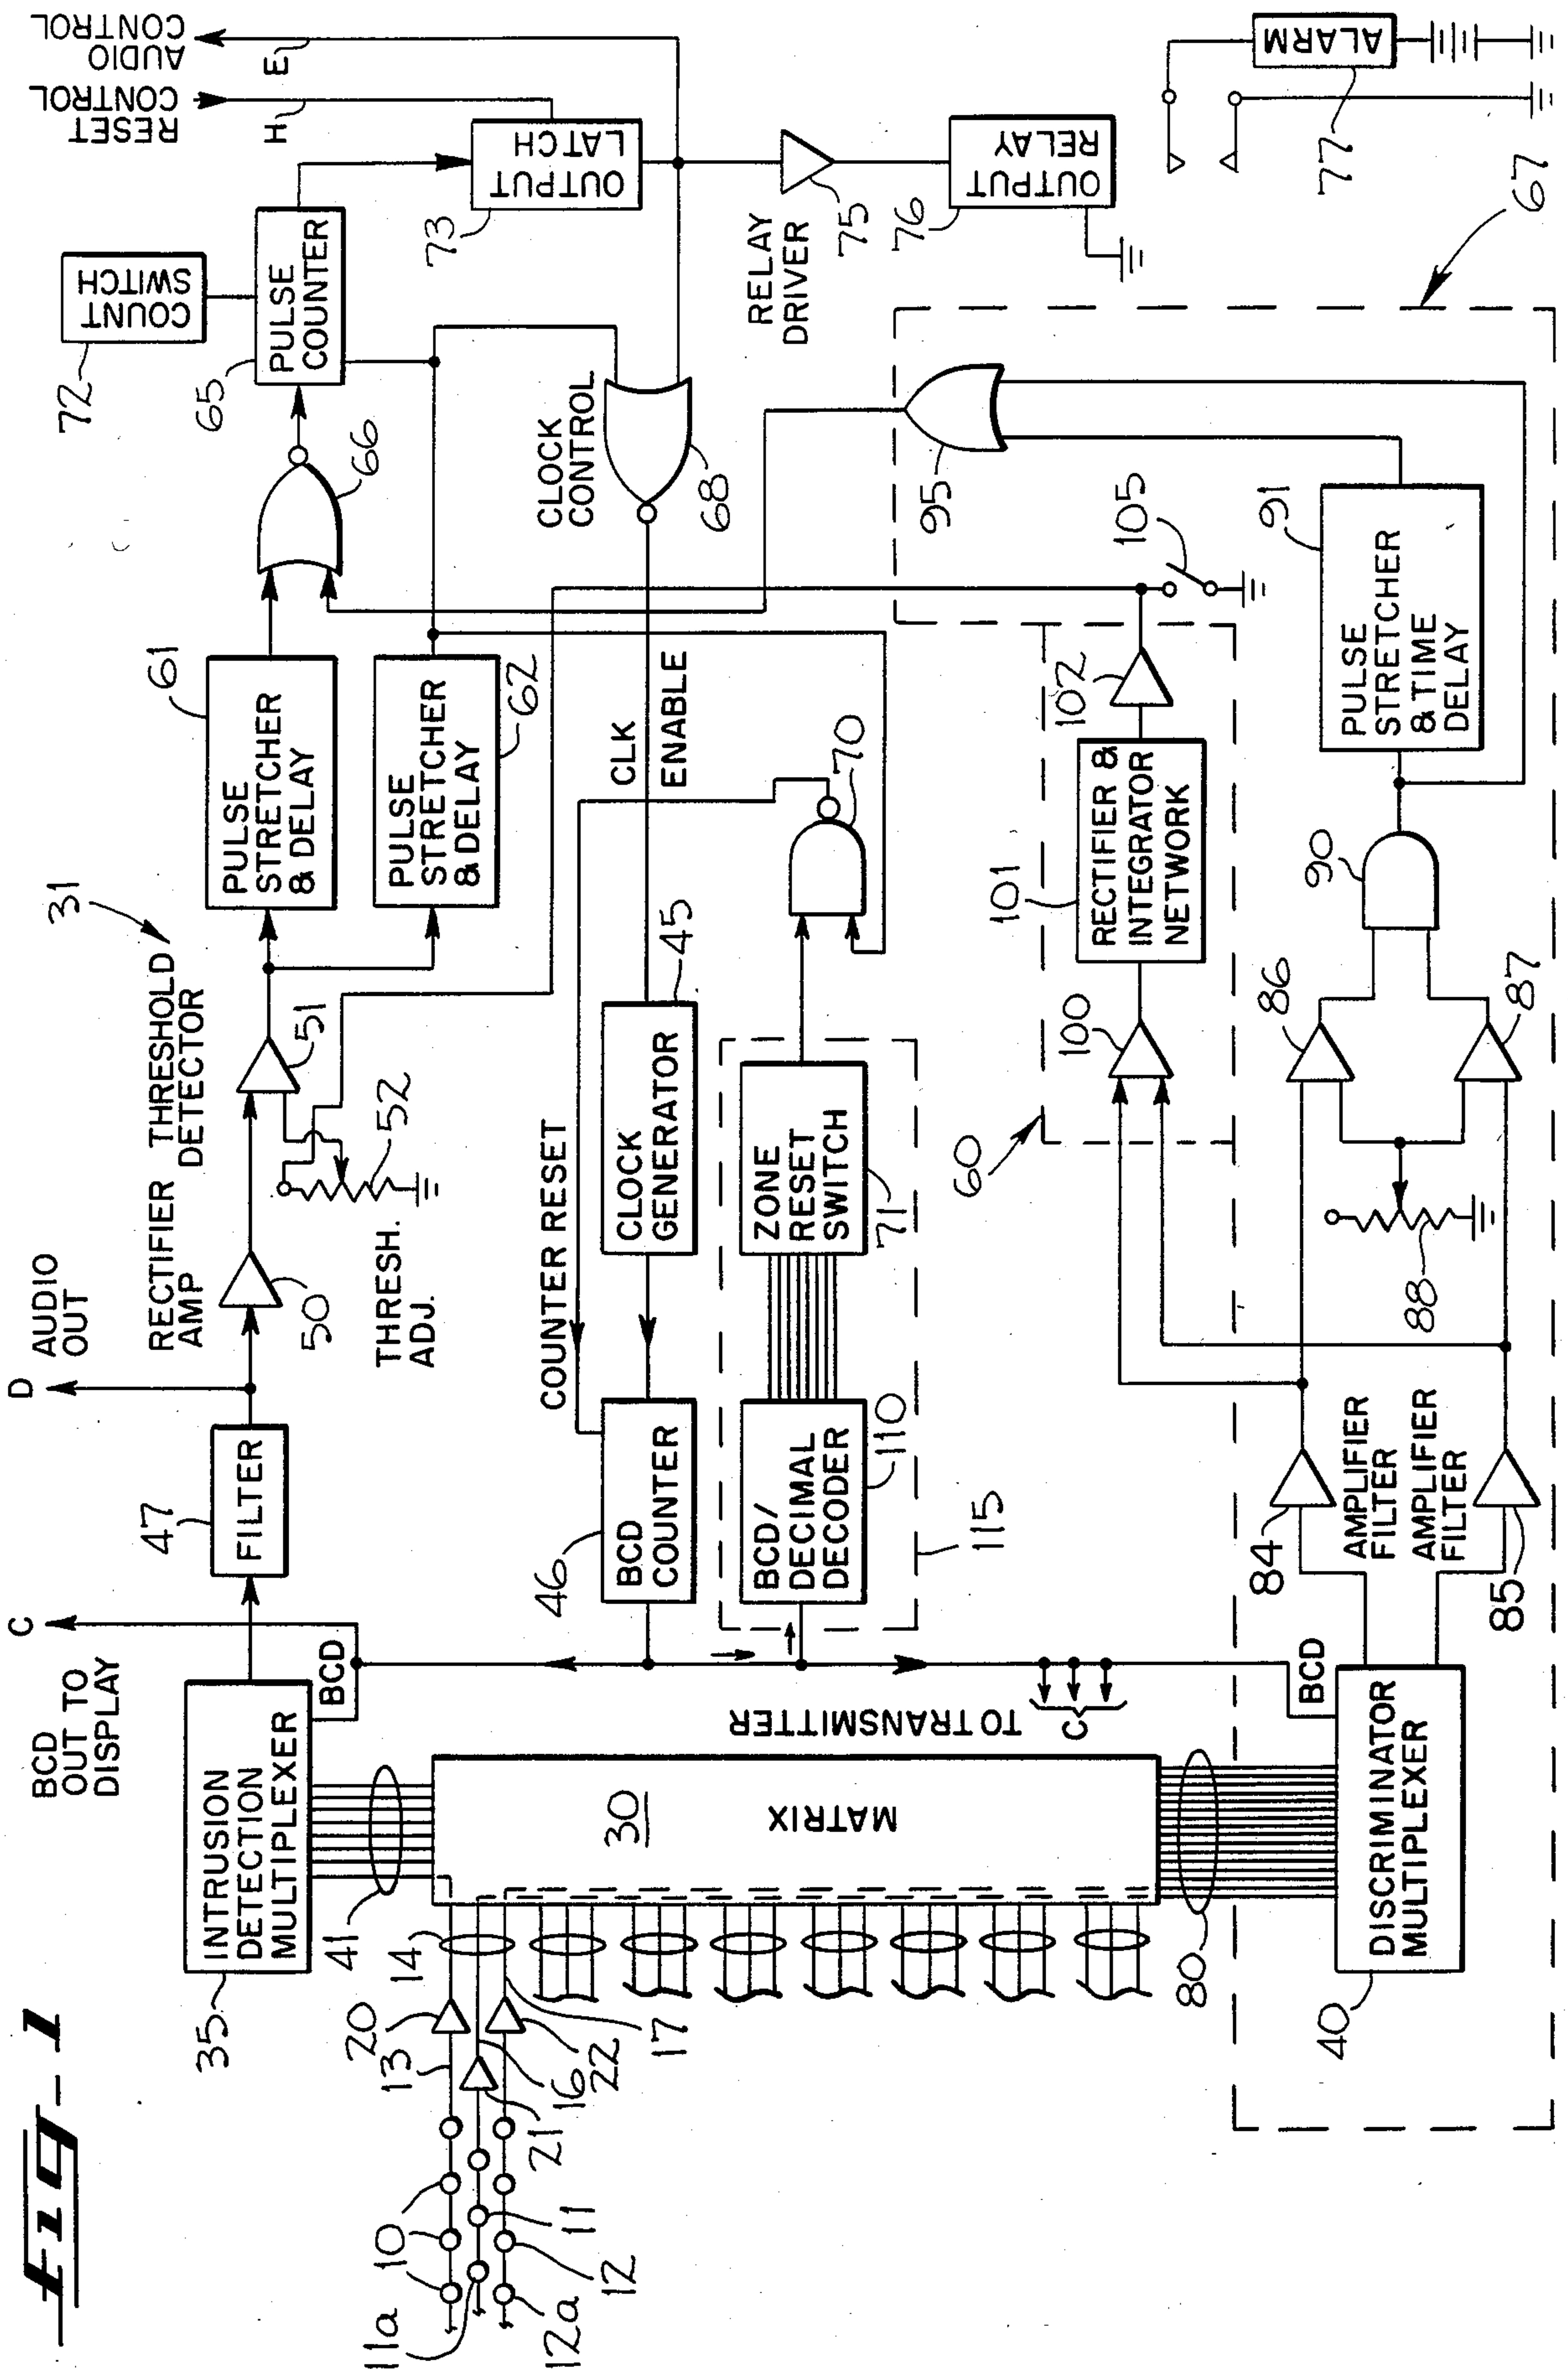 Fig-1
BCD
OUT TO
DISPLAY
C
AUDIO
OUT
D
31
RESET
CONTROL
H
AUDIO
CONTROL
E
35
INTRUSION
DETECTION
MULTIPLEXER
BCD
47
FILTER
RECTIFIER
AMP
50
THRESHOLD
DETECTOR
51
THRESH.
ADJ.
52
61
PULSE
STRETCHER
& DELAY
PULSE
STRETCHER
& DELAY
62
66
65
PULSE
COUNTER
72
COUNT
SWITCH
73
OUTPUT
LATCH
41
14
20
13
10
11a
11
12
12a
21
16
22
17
30
MATRIX
TO TRANSMITTER
C
46
BCD
COUNTER
COUNTER RESET
CLOCK
GENERATOR
45
CLK
ENABLE
CLOCK
CONTROL
68
RELAY
DRIVER
75
76
OUTPUT
RELAY
BCD/
DECIMAL
DECODER
110
115
ZONE
RESET
SWITCH
71
70
60
100
101
RECTIFIER &
INTEGRATOR
NETWORK
102
105
95
67
77
ALARM
80
40
DISCRIMINATOR
MULTIPLEXER
BCD
84
AMPLIFIER
FILTER
AMPLIFIER
FILTER
85
86
87
88
90
91
PULSE
STRETCHER
& TIME
DELAY